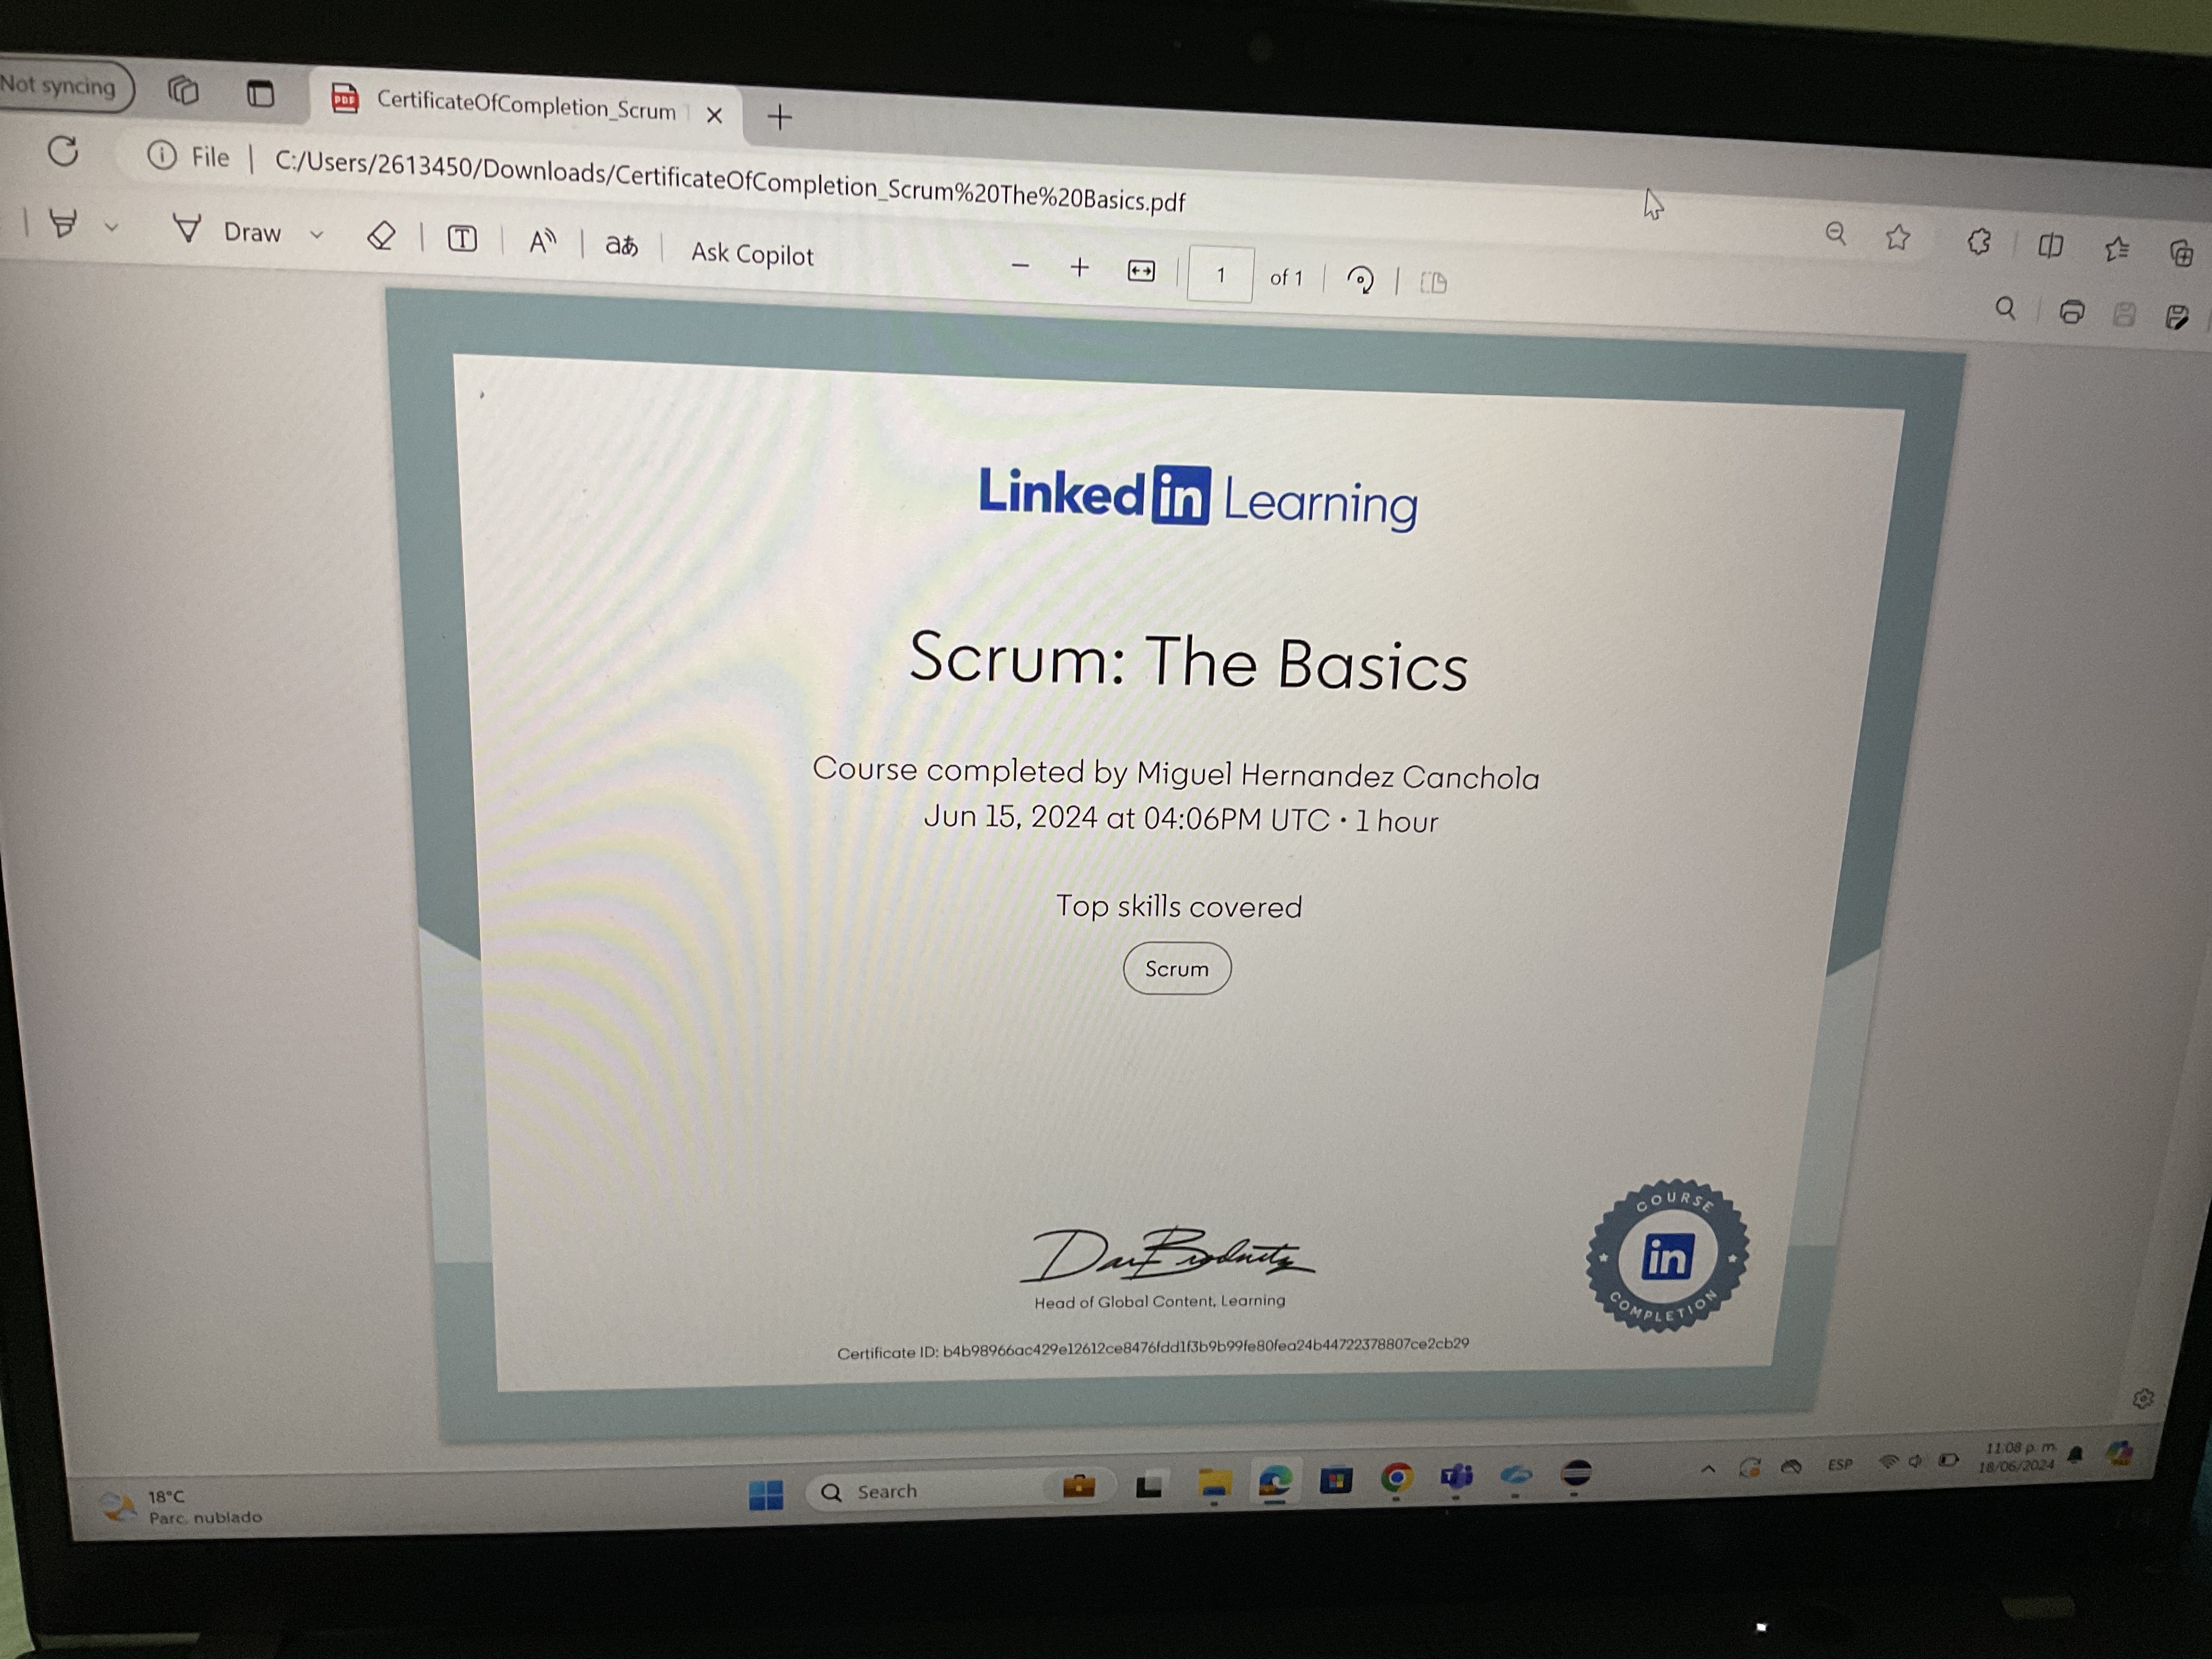 Not syncing
CertificateOfCompletion_Scrum
File | C:/Users/2613450/Downloads/CertificateOfCompletion_Scrum%20The%20Basics.pdf
Draw
Ask Copilot
1 of 1
LinkedIn Learning
Scrum: The Basics
Course completed by Miguel Hernandez Canchola
Jun 15, 2024 at 04:06PM UTC • 1 hour
Top skills covered
Scrum
Head of Global Content, Learning
COURSE
in
COMPLETION
Certificate ID: b4b98966ac429e12612ce8476fdd1f3b9b99fe80fea24b44722378807ce2cb29
18°C
Parc. nublado
Search
ESP
11:08 p. m.
18/06/2024